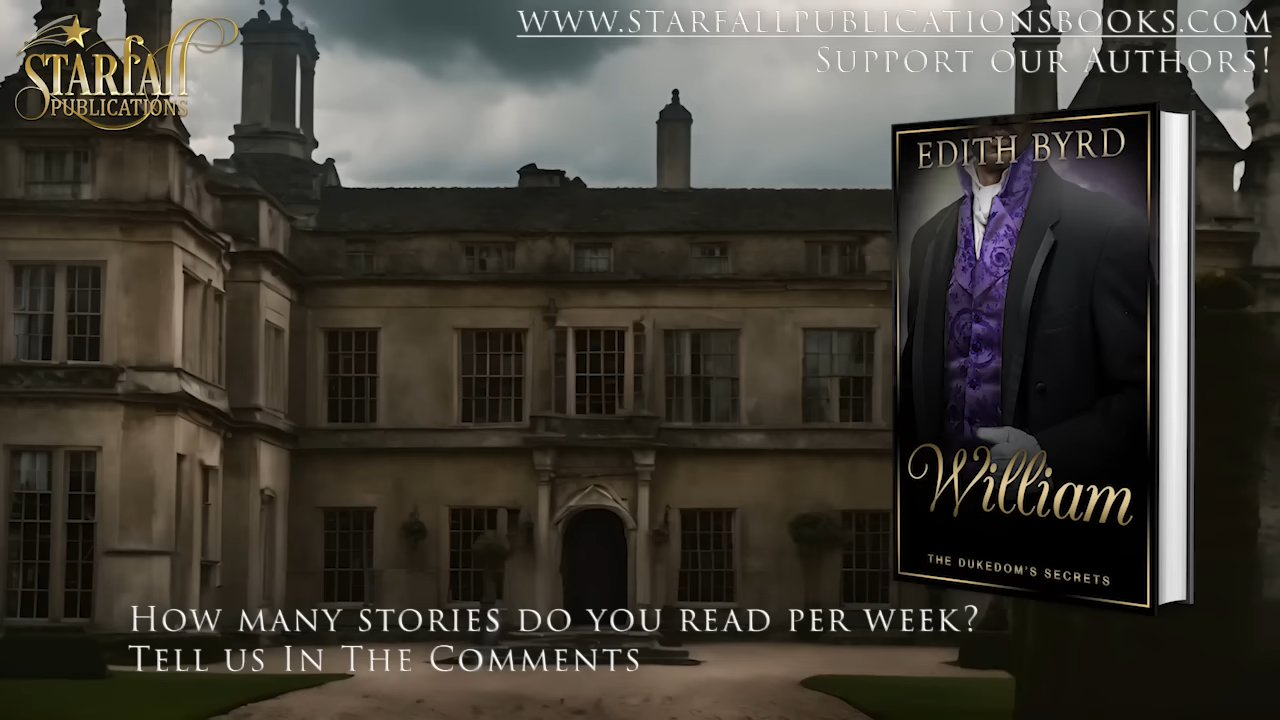 STARfall
PUBLICATIONS
www.starfallpublicationsbooks.com
Support our Authors!
EDITH BYRD
William
THE DUKEDOM'S SECRETS
How many stories do you read per week?
Tell us In The Comments